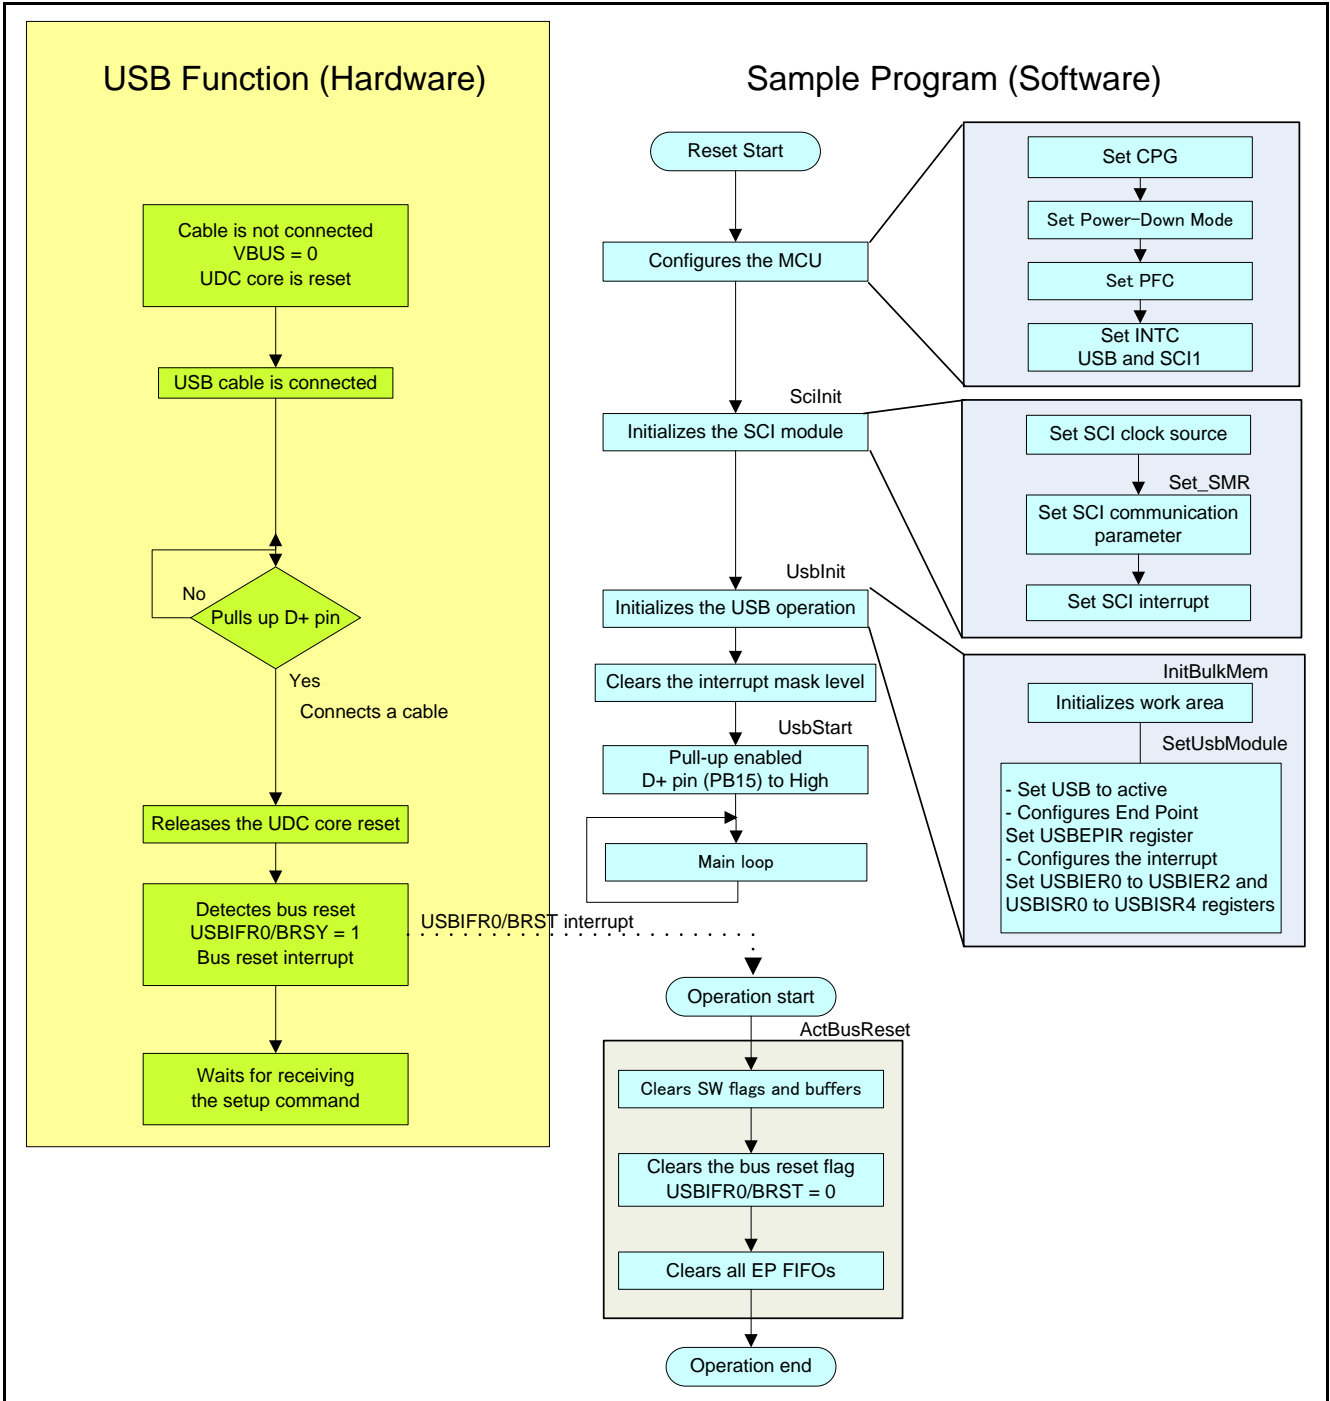 USB Function (Hardware)
Cable is not connected
VBUS = 0
UDC core is reset
USB cable is connected
No
Pulls up D+ pin
Yes
Connects a cable
Releases the UDC core reset
Detectes bus reset
USBIFR0/BRSY = 1
Bus reset interrupt
USBIFR0/BRST interrupt
Waits for receiving
the setup command
Sample Program (Software)
Reset Start
Configures the MCU
SciInit
Initializes the SCI module
UsbInit
Initializes the USB operation
Clears the interrupt mask level
UsbStart
Pull-up enabled
D+ pin (PB15) to High
Main loop
Operation start
ActBusReset
Clears SW flags and buffers
Clears the bus reset flag
USBIFR0/BRST = 0
Clears all EP FIFOs
Operation end
Set CPG
Set Power-Down Mode
Set PFC
Set INTC
USB and SCI1
Set SCI clock source
Set_SMR
Set SCI communication
parameter
Set SCI interrupt
InitBulkMem
Initializes work area
SetUsbModule
- Set USB to active
- Configures End Point
Set USBEPIR register
- Configures the interrupt
Set USBIER0 to USBIER2 and
USBISR0 to USBISR4 registers